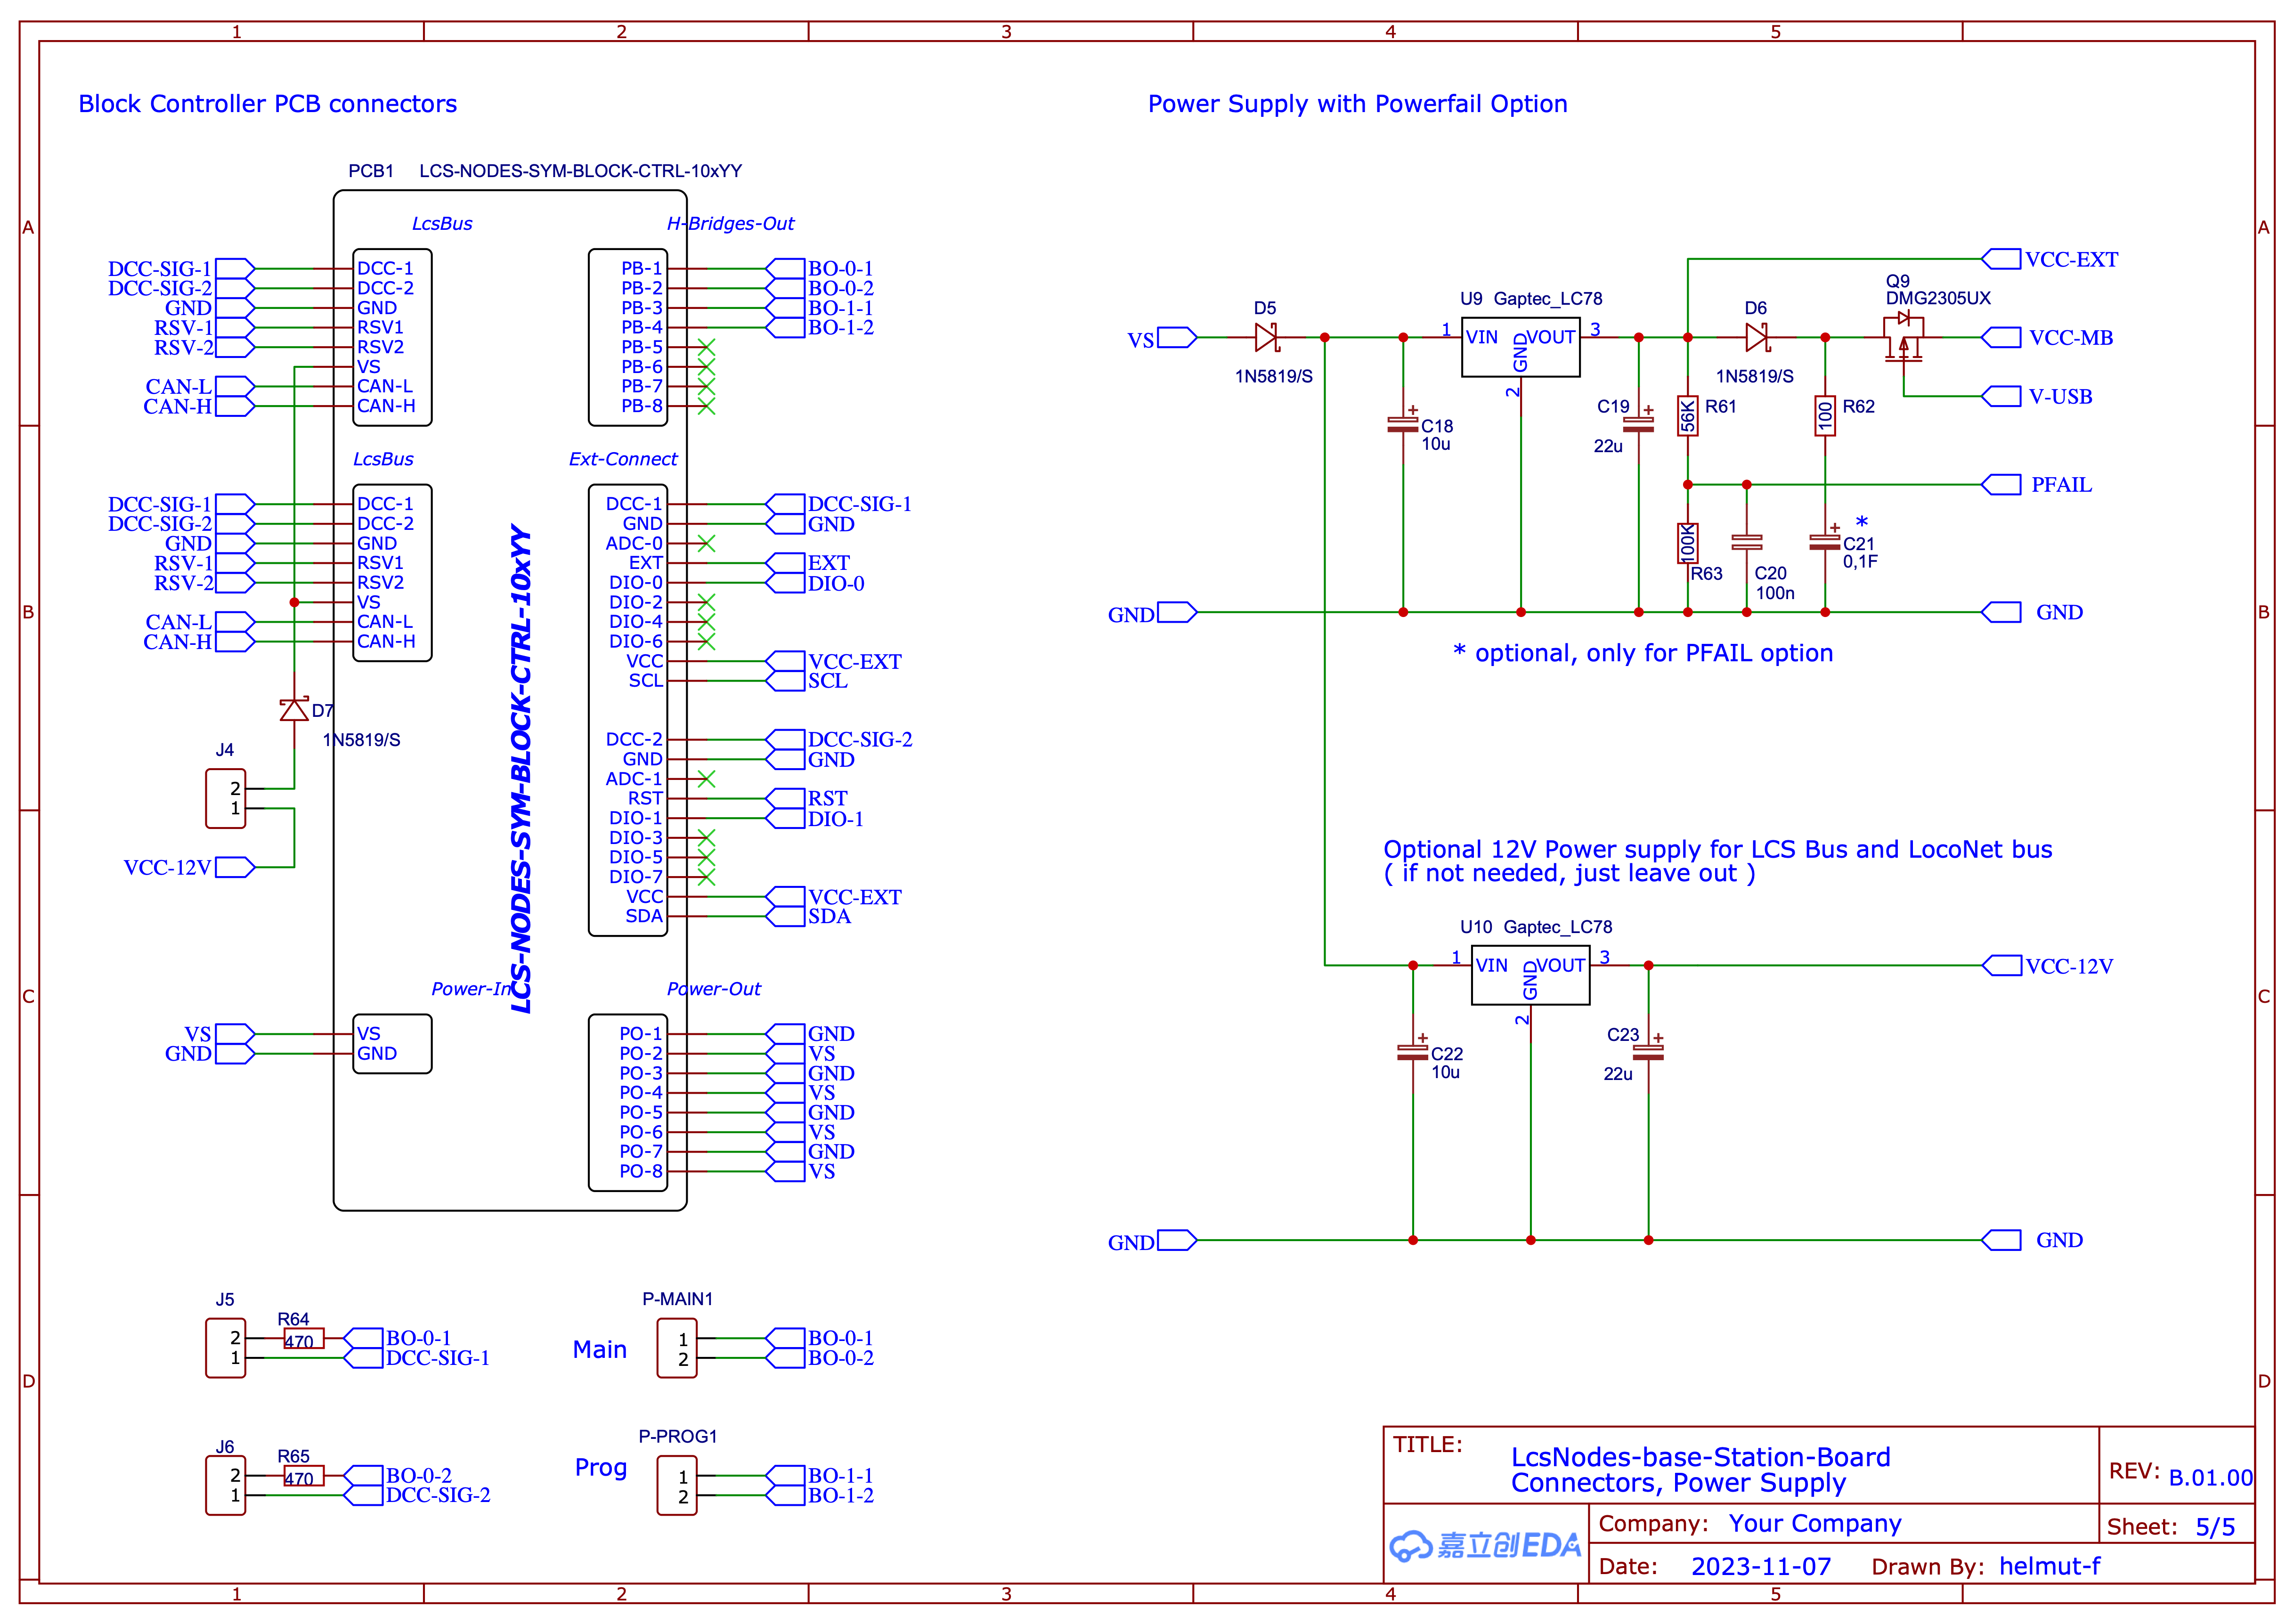 1 2 3 4 5
Block Controller PCB connectors
Power Supply with Powerfail Option
PCB1 LCS-NODES-SYM-BLOCK-CTRL-10xYY
A
A
LcsBus
H-Bridges-Out
DCC-SIG-1 DCC-1
DCC-SIG-2 DCC-2
GND GND
RSV-1 RSV1
RSV-2 RSV2
VS
CAN-L CAN-L
CAN-H CAN-H
PB-1 BO-0-1
PB-2 BO-0-2
PB-3 BO-1-1
PB-4 BO-1-2
PB-5
PB-6
PB-7
PB-8
LcsBus
Ext-Connect
DCC-SIG-1 DCC-1
DCC-SIG-2 DCC-2
GND GND
RSV-1 RSV1
RSV-2 RSV2
VS
CAN-L CAN-L
CAN-H CAN-H
DCC-1 DCC-SIG-1
GND GND
ADC-0
EXT EXT
DIO-0 DIO-0
DIO-2
DIO-4
DIO-6
VCC VCC-EXT
SCL SCL
DCC-2 DCC-SIG-2
GND GND
ADC-1
RST RST
DIO-1 DIO-1
DIO-3
DIO-5
DIO-7
VCC VCC-EXT
SDA SDA
LCS-NODES-SYM-BLOCK-CTRL-10xYY
B
B
D7
1N5819/S
J4
2
1
VCC-12V
Power-In
Power-Out
VS VS
GND GND
PO-1 GND
PO-2 VS
PO-3 GND
PO-4 VS
PO-5 GND
PO-6 VS
PO-7 GND
PO-8 VS
C
C
J5
R64
2 470 BO-0-1
1 DCC-SIG-1
P-MAIN1
Main
1 BO-0-1
2 BO-0-2
J6
R65
2 470 BO-0-2
1 DCC-SIG-2
P-PROG1
Prog
1 BO-1-1
2 BO-1-2
D
D
VCC-EXT
Q9
DMG2305UX
D5
U9 Gaptec_LC78
D6
VS
1 VIN GND VOUT 3
2
VCC-MB
1N5819/S
1N5819/S
V-USB
C18
10u
C19
22u
56K R61
100 R62
PFAIL
100K
R63
C20
100n
*
C21
0,1F
GND
GND
* optional, only for PFAIL option
Optional 12V Power supply for LCS Bus and LocoNet bus
( if not needed, just leave out )
U10 Gaptec_LC78
1 VIN GND VOUT 3
2
VCC-12V
C22
10u
C23
22u
GND
GND
TITLE:
LcsNodes-base-Station-Board
Connectors, Power Supply
REV: B.01.00
嘉立创EDA
Company: Your Company
Sheet: 5/5
Date: 2023-11-07 Drawn By: helmut-f
1 2 3 4 5